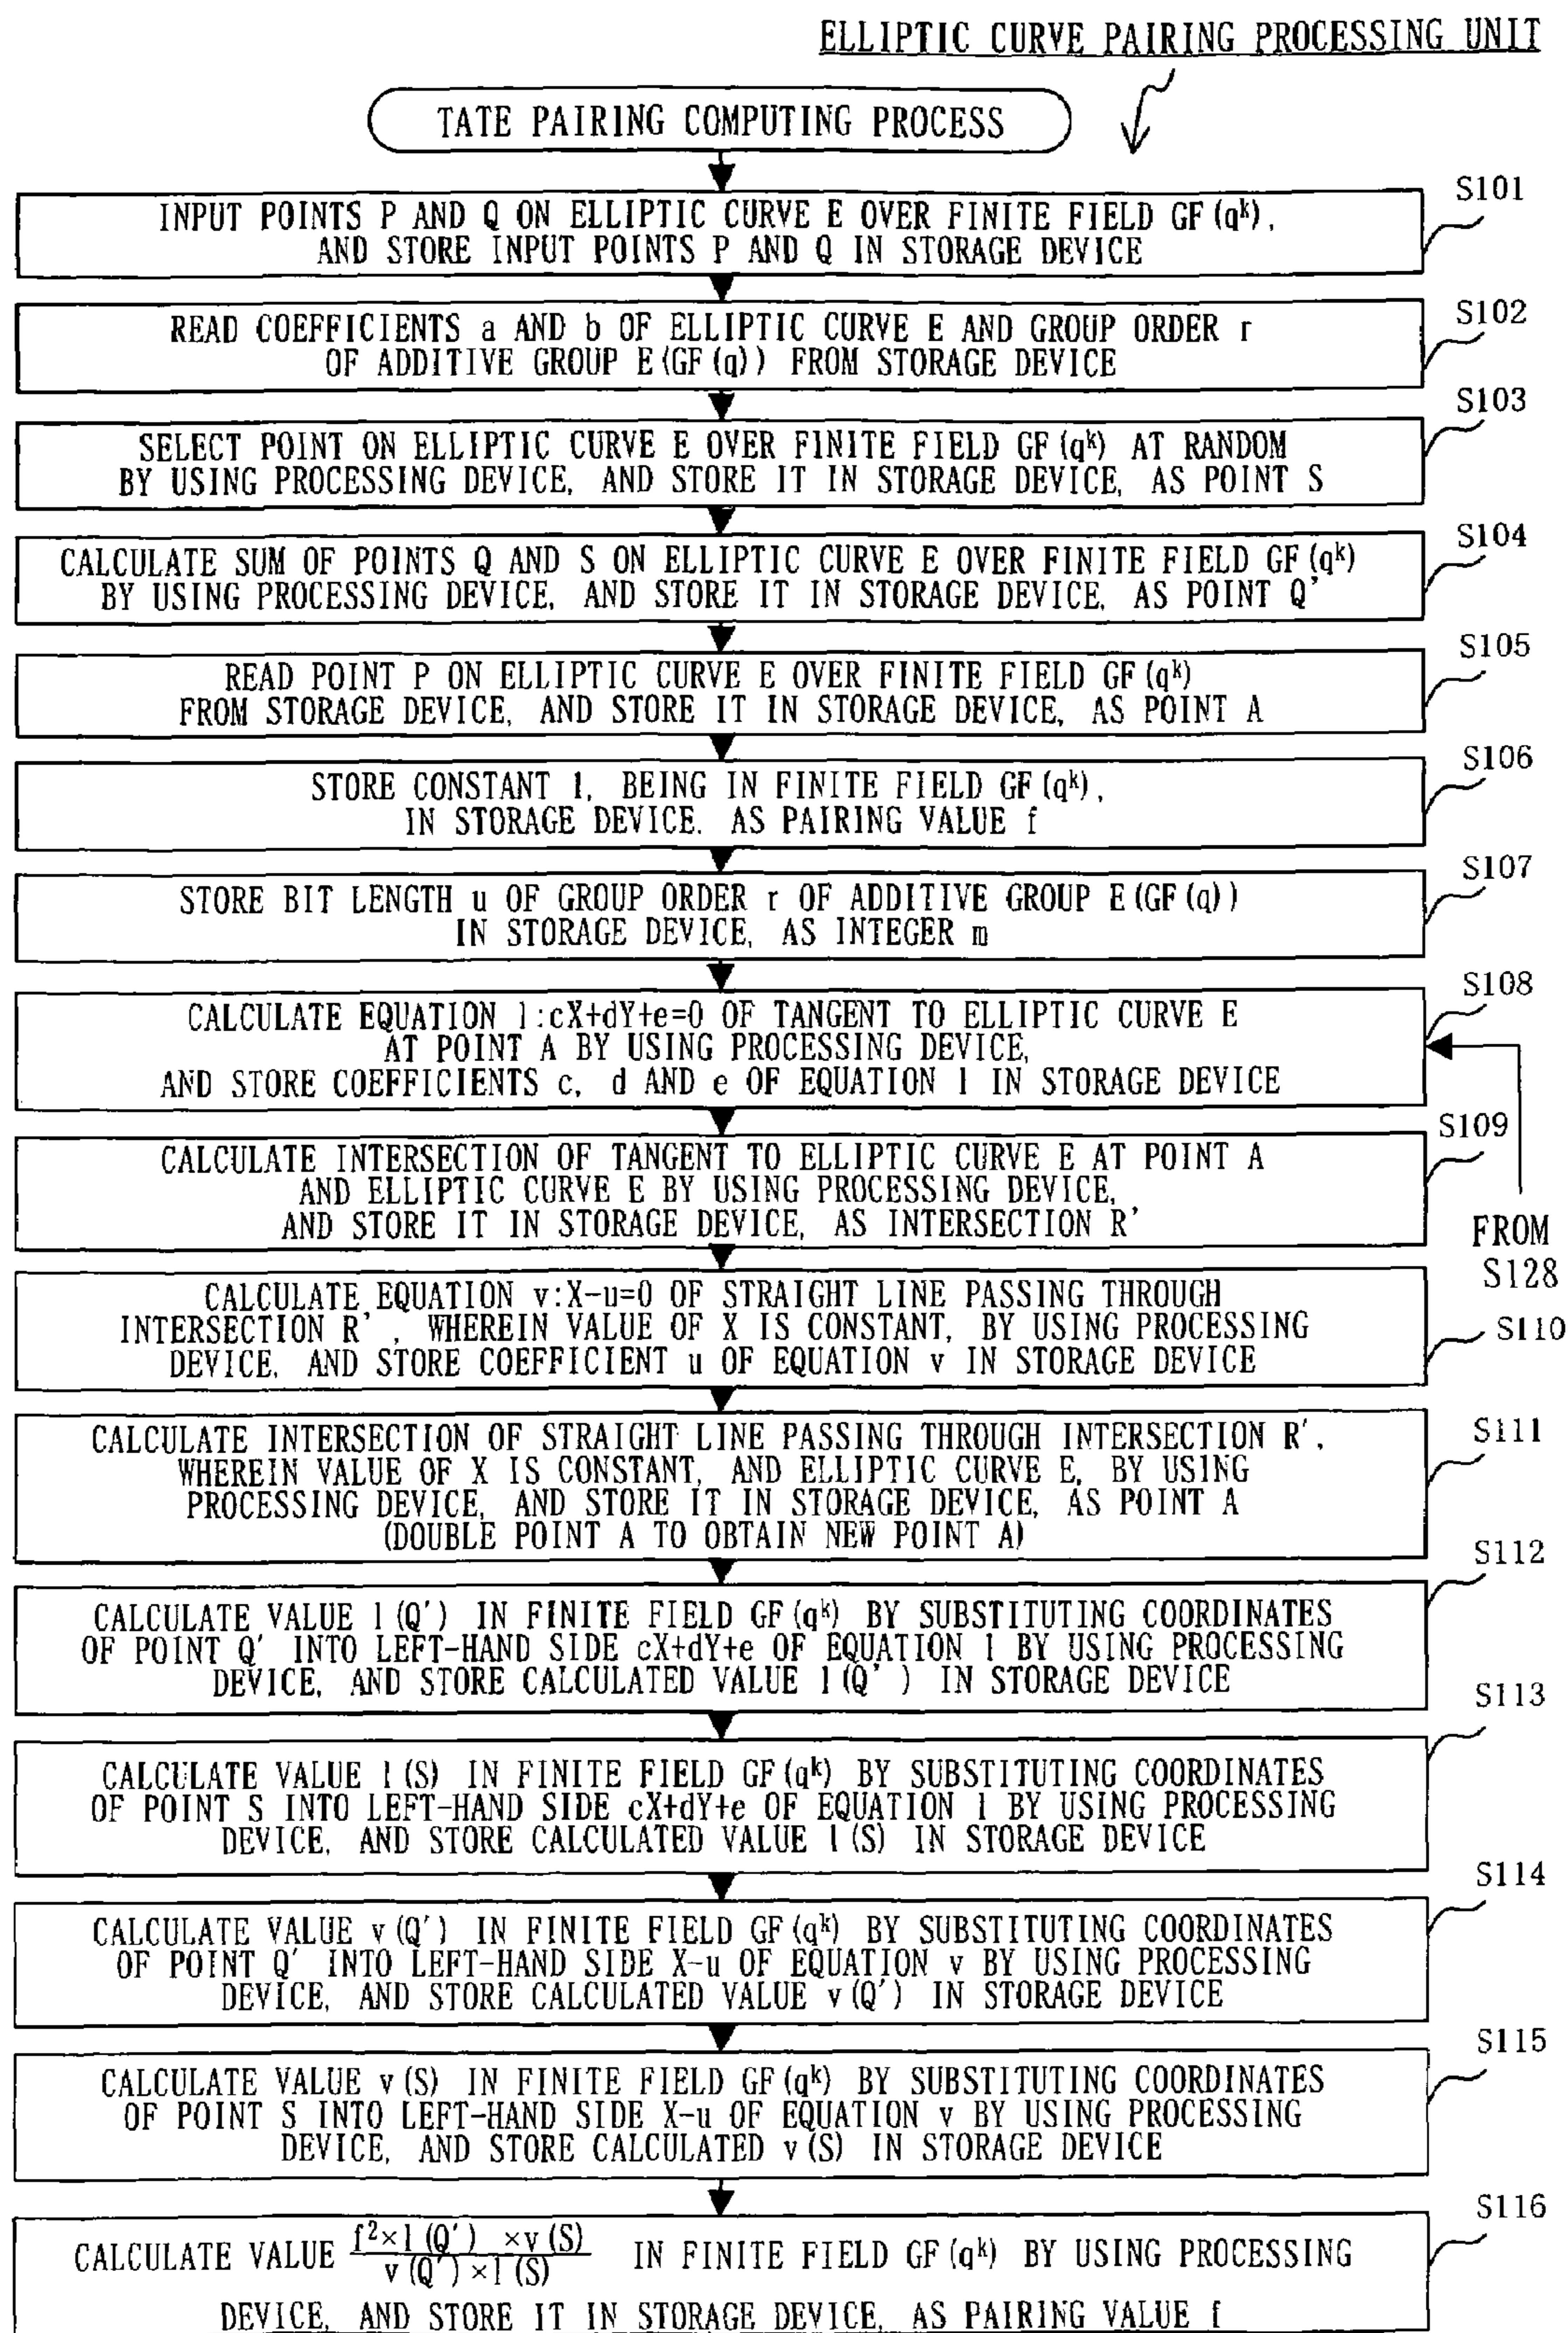 ELLIPTIC CURVE PAIRING PROCESSING UNIT
TATE PAIRING COMPUTING PROCESS
S101
INPUT POINTS P AND Q ON ELLIPTIC CURVE E OVER FINITE FIELD GF(qᵏ),
AND STORE INPUT POINTS P AND Q IN STORAGE DEVICE
S102
READ COEFFICIENTS a AND b OF ELLIPTIC CURVE E AND GROUP ORDER r
OF ADDITIVE GROUP E(GF(q)) FROM STORAGE DEVICE
S103
SELECT POINT ON ELLIPTIC CURVE E OVER FINITE FIELD GF(qᵏ) AT RANDOM
BY USING PROCESSING DEVICE, AND STORE IT IN STORAGE DEVICE, AS POINT S
S104
CALCULATE SUM OF POINTS Q AND S ON ELLIPTIC CURVE E OVER FINITE FIELD GF(qᵏ)
BY USING PROCESSING DEVICE, AND STORE IT IN STORAGE DEVICE, AS POINT Q'
S105
READ POINT P ON ELLIPTIC CURVE E OVER FINITE FIELD GF(qᵏ)
FROM STORAGE DEVICE, AND STORE IT IN STORAGE DEVICE, AS POINT A
S106
STORE CONSTANT 1, BEING IN FINITE FIELD GF(qᵏ),
IN STORAGE DEVICE, AS PAIRING VALUE f
S107
STORE BIT LENGTH u OF GROUP ORDER r OF ADDITIVE GROUP E(GF(q))
IN STORAGE DEVICE, AS INTEGER m
S108
CALCULATE EQUATION l:cX+dY+e=0 OF TANGENT TO ELLIPTIC CURVE E
AT POINT A BY USING PROCESSING DEVICE,
AND STORE COEFFICIENTS c, d AND e OF EQUATION l IN STORAGE DEVICE
S109
CALCULATE INTERSECTION OF TANGENT TO ELLIPTIC CURVE E AT POINT A
AND ELLIPTIC CURVE E BY USING PROCESSING DEVICE,
AND STORE IT IN STORAGE DEVICE, AS INTERSECTION R'
FROM
S128
CALCULATE EQUATION v:X-u=0 OF STRAIGHT LINE PASSING THROUGH
INTERSECTION R', WHEREIN VALUE OF X IS CONSTANT, BY USING PROCESSING
DEVICE, AND STORE COEFFICIENT u OF EQUATION v IN STORAGE DEVICE
S110
S111
CALCULATE INTERSECTION OF STRAIGHT LINE PASSING THROUGH INTERSECTION R',
WHEREIN VALUE OF X IS CONSTANT, AND ELLIPTIC CURVE E, BY USING
PROCESSING DEVICE, AND STORE IT IN STORAGE DEVICE, AS POINT A
(DOUBLE POINT A TO OBTAIN NEW POINT A)
S112
CALCULATE VALUE l(Q') IN FINITE FIELD GF(qᵏ) BY SUBSTITUTING COORDINATES
OF POINT Q' INTO LEFT-HAND SIDE cX+dY+e OF EQUATION l BY USING PROCESSING
DEVICE, AND STORE CALCULATED VALUE l(Q') IN STORAGE DEVICE
S113
CALCULATE VALUE l(S) IN FINITE FIELD GF(qᵏ) BY SUBSTITUTING COORDINATES
OF POINT S INTO LEFT-HAND SIDE cX+dY+e OF EQUATION l BY USING PROCESSING
DEVICE, AND STORE CALCULATED VALUE l(S) IN STORAGE DEVICE
S114
CALCULATE VALUE v(Q') IN FINITE FIELD GF(qᵏ) BY SUBSTITUTING COORDINATES
OF POINT Q' INTO LEFT-HAND SIDE X-u OF EQUATION v BY USING PROCESSING
DEVICE, AND STORE CALCULATED VALUE v(Q') IN STORAGE DEVICE
S115
CALCULATE VALUE v(S) IN FINITE FIELD GF(qᵏ) BY SUBSTITUTING COORDINATES
OF POINT S INTO LEFT-HAND SIDE X-u OF EQUATION v BY USING PROCESSING
DEVICE, AND STORE CALCULATED v(S) IN STORAGE DEVICE
S116
f²×l(Q') ×v(S)
CALCULATE VALUE IN FINITE FIELD GF(qᵏ) BY USING PROCESSING
v(Q')×l(S)
DEVICE, AND STORE IT IN STORAGE DEVICE, AS PAIRING VALUE f